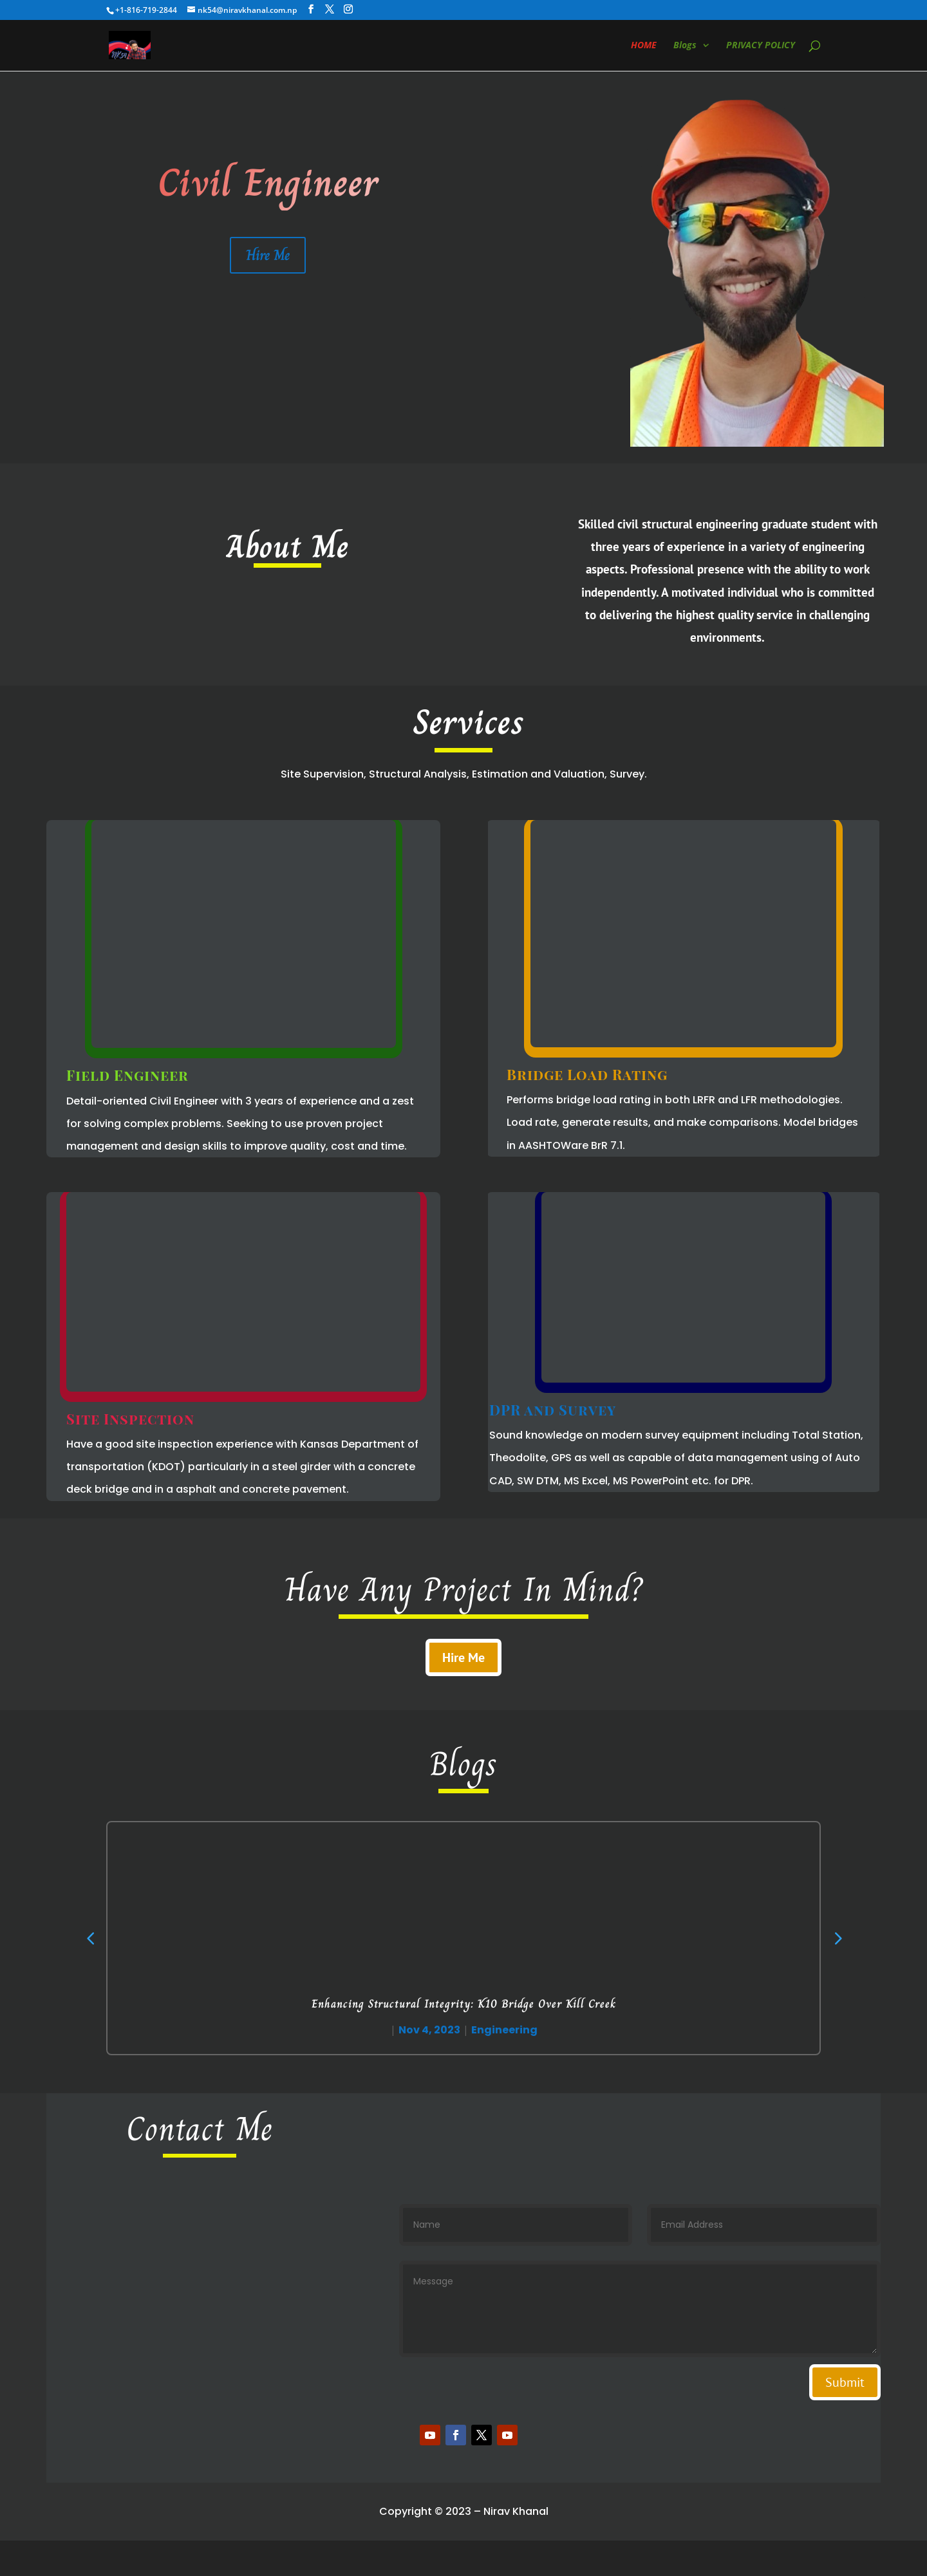 +1-816-719-2844 nk54@niravkhanal.com.np
HOME Blogs PRIVACY POLICY
Civil Engineer
Hire Me
About Me
Skilled civil structural engineering graduate student with
three years of experience in a variety of engineering
aspects. Professional presence with the ability to work
independently. A motivated individual who is committed
to delivering the highest quality service in challenging
environments.
Services
Site Supervision, Structural Analysis, Estimation and Valuation, Survey.
Field Engineer
Detail-oriented Civil Engineer with 3 years of experience and a zest
for solving complex problems. Seeking to use proven project
management and design skills to improve quality, cost and time.
Bridge Load Rating
Performs bridge load rating in both LRFR and LFR methodologies.
Load rate, generate results, and make comparisons. Model bridges
in AASHTOWare BrR 7.1.
Site Inspection
Have a good site inspection experience with Kansas Department of
transportation (KDOT) particularly in a steel girder with a concrete
deck bridge and in a asphalt and concrete pavement.
DPR and Survey
Sound knowledge on modern survey equipment including Total Station,
Theodolite, GPS as well as capable of data management using of Auto
CAD, SW DTM, MS Excel, MS PowerPoint etc. for DPR.
Have Any Project In Mind?
Hire Me
Blogs
Enhancing Structural Integrity: K10 Bridge Over Kill Creek
| Nov 4, 2023 | Engineering
Contact Me
Name
Email Address
Message
Submit
Copyright © 2023 – Nirav Khanal